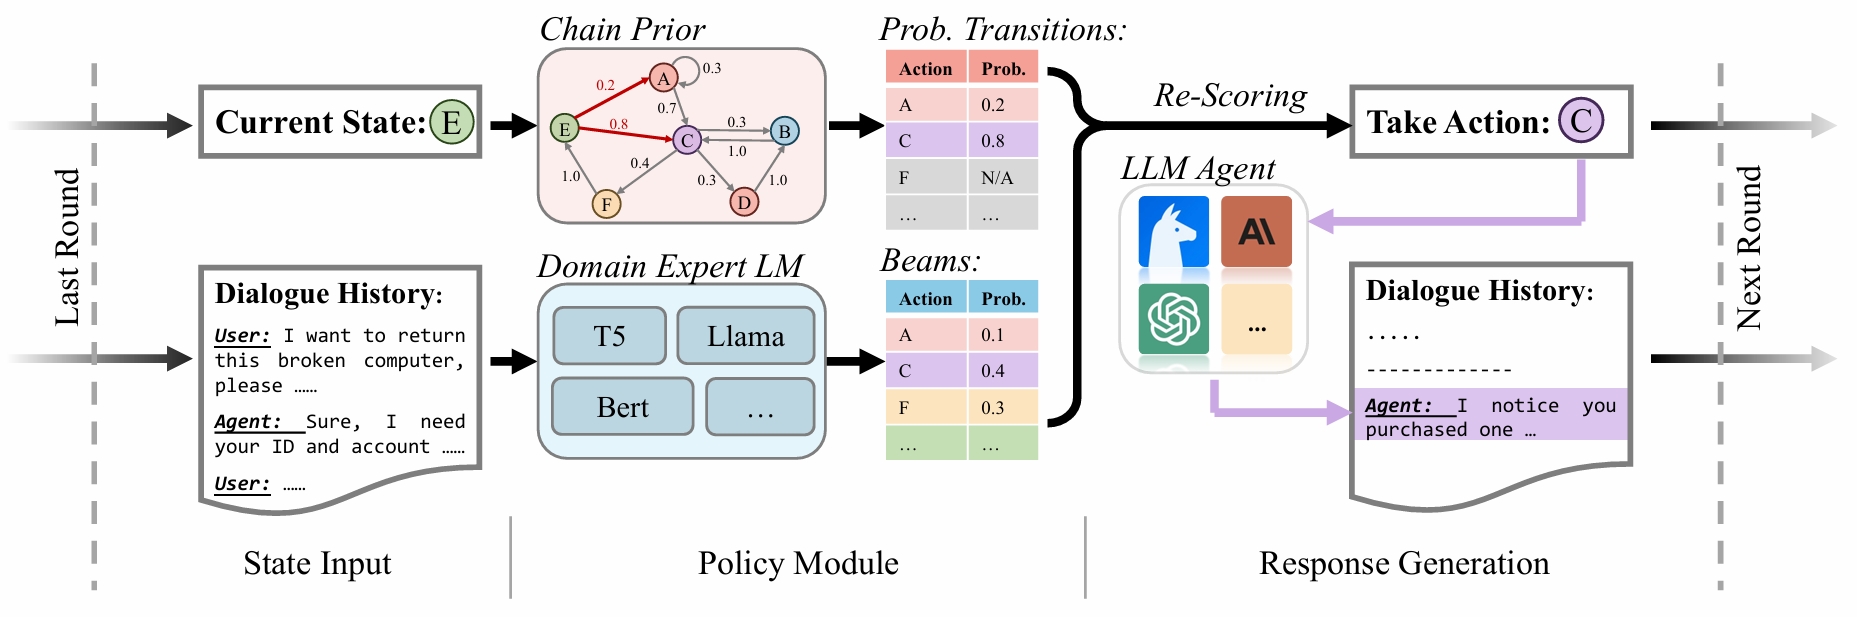 Last Round
Current State: E
Dialogue History:
User: I want to return
this broken computer,
please ......
Agent: Sure, I need
your ID and account ......
User: ......
State Input
Chain Prior
A
0.3
0.2
0.7
E
0.8
C
0.3
B
1.0
0.4
1.0
0.3
1.0
F
D
Domain Expert LM
T5
Llama
Bert
...
Policy Module
Prob. Transitions:
Action Prob.
A 0.2
C 0.8
F N/A
... ...
Beams:
Action Prob.
A 0.1
C 0.4
F 0.3
... ...
Re-Scoring
Take Action: C
LLM Agent
A\
...
Dialogue History:
.....
-------------
Agent: I notice you
purchased one ...
Response Generation
Next Round